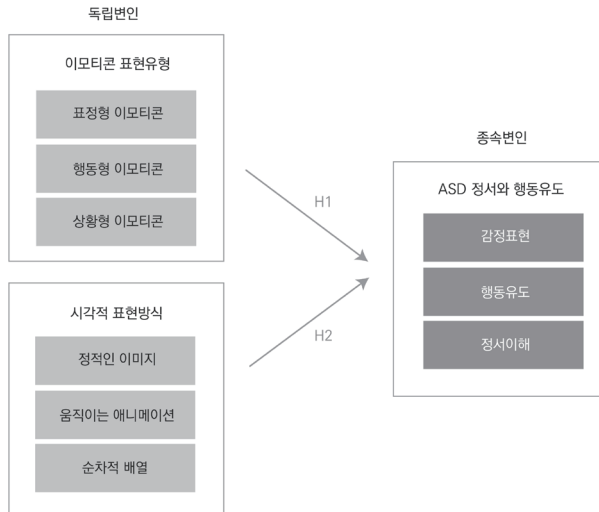 독립변인
이모티콘 표현유형
표정형 이모티콘
행동형 이모티콘
상황형 이모티콘
시각적 표현방식
정적인 이미지
움직이는 애니메이션
순차적 배열
H1
H2
종속변인
ASD 정서와 행동유도
감정표현
행동유도
정서이해